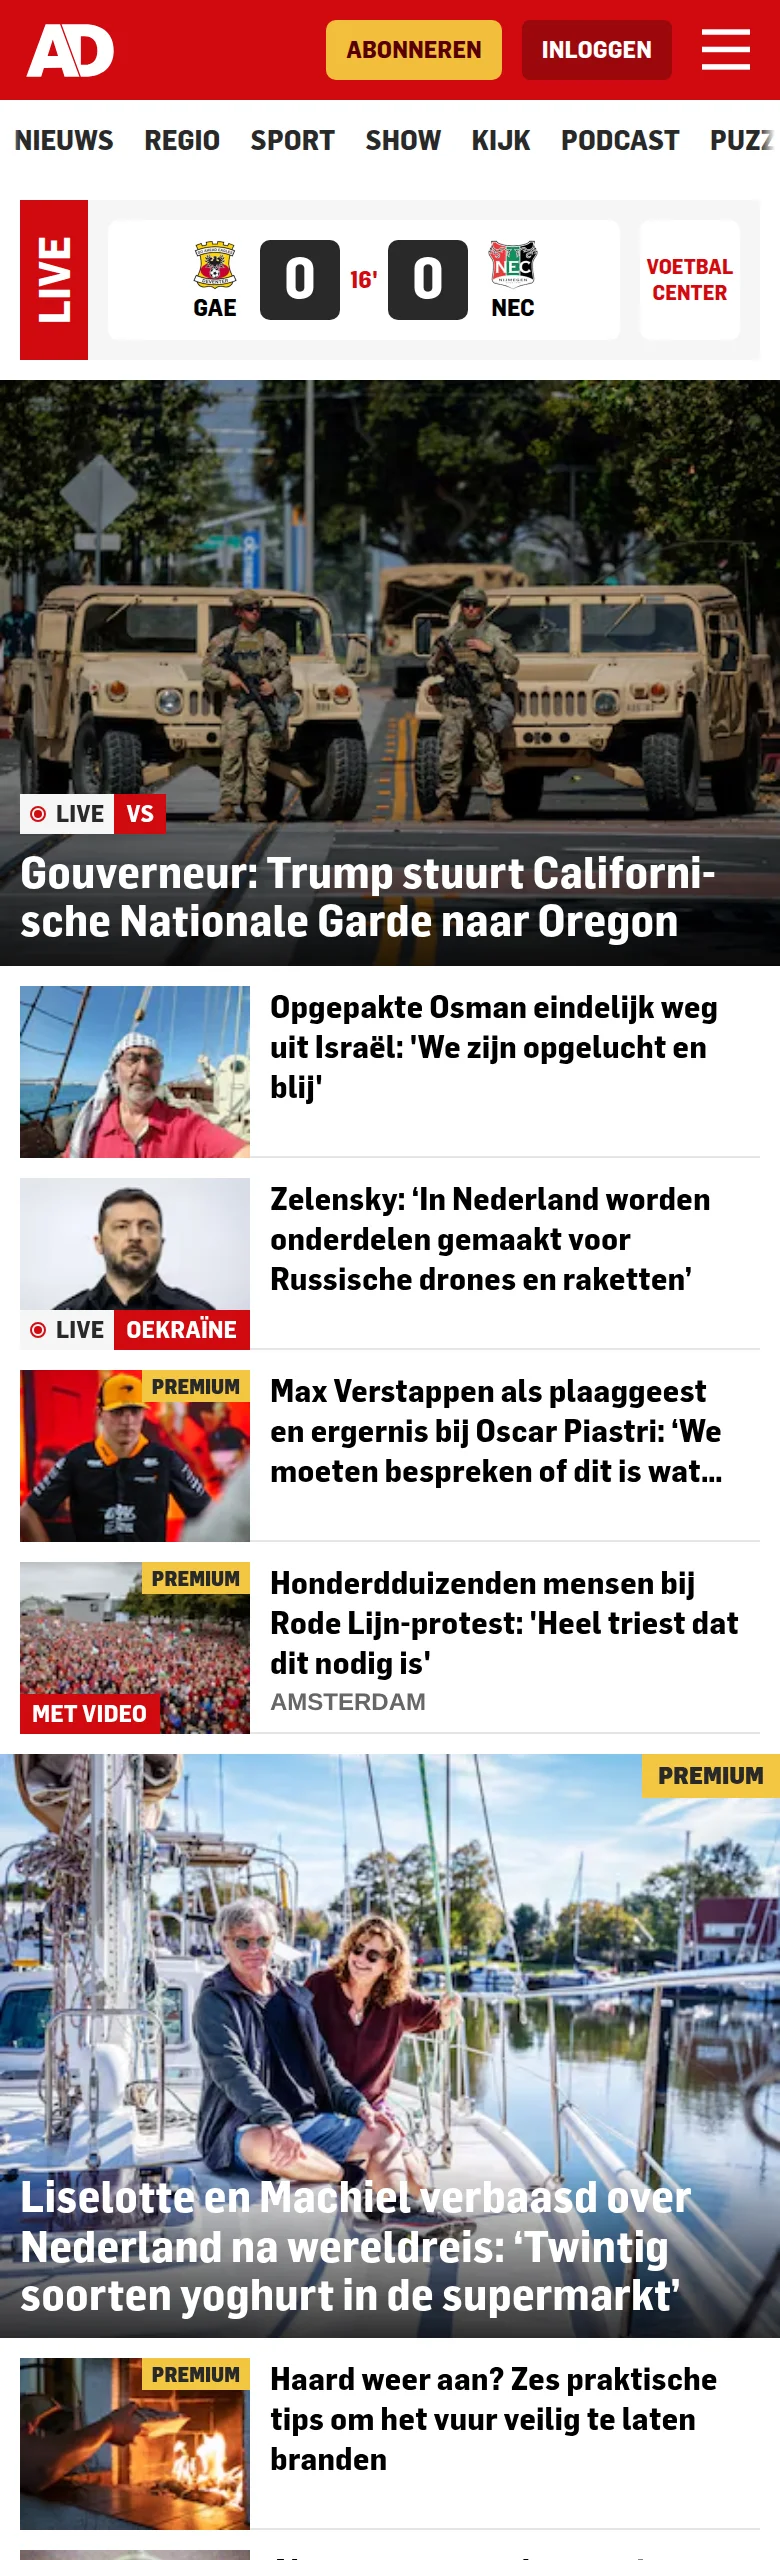 AD
ABONNEREN
INLOGGEN
NIEUWS REGIO SPORT SHOW KIJK PODCAST PUZZ
LIVE
GAE
0
16'
0
NEC
NEC
VOETBAL
CENTER
LIVE VS
Gouverneur: Trump stuurt Californi-
sche Nationale Garde naar Oregon
Opgepakte Osman eindelijk weg
uit Israël: 'We zijn opgelucht en
blij'
LIVE OEKRAÏNE
Zelensky: ‘In Nederland worden
onderdelen gemaakt voor
Russische drones en raketten’
PREMIUM
Max Verstappen als plaaggeest
en ergernis bij Oscar Piastri: ‘We
moeten bespreken of dit is wat...
PREMIUM
MET VIDEO
Honderdduizenden mensen bij
Rode Lijn-protest: 'Heel triest dat
dit nodig is'
AMSTERDAM
PREMIUM
Liselotte en Machiel verbaasd over
Nederland na wereldreis: ‘Twintig
soorten yoghurt in de supermarkt’
PREMIUM
Haard weer aan? Zes praktische
tips om het vuur veilig te laten
branden